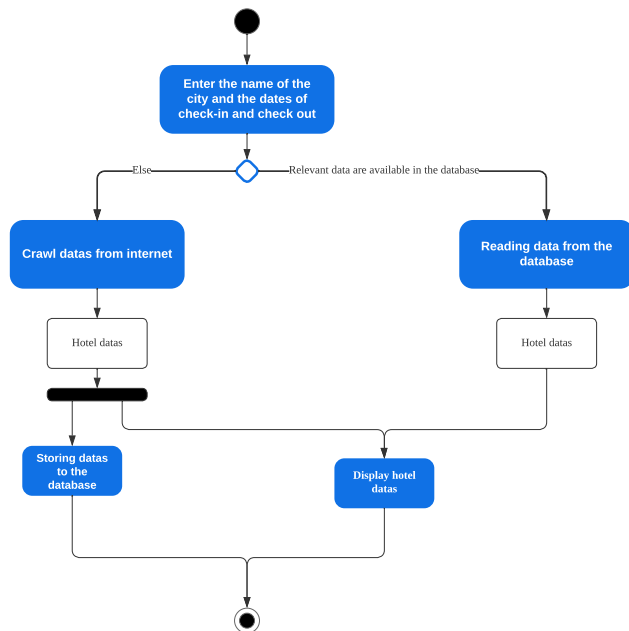 Enter the name of the
city and the dates of
check-in and check out
Else
Relevant data are available in the database
Crawl datas from internet
Reading data from the
database
Hotel datas
Hotel datas
Storing datas
to the
database
Display hotel
datas